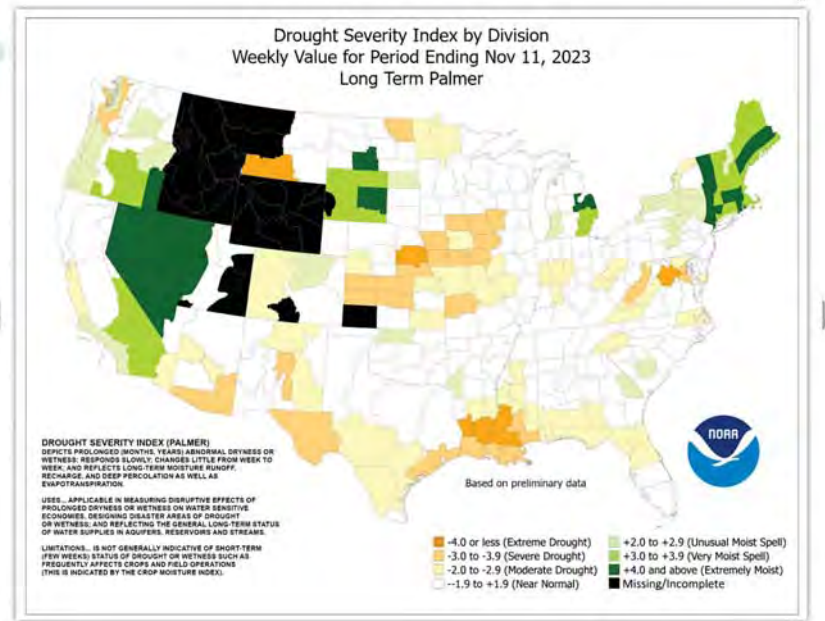 Drought Severity Index by Division
Weekly Value for Period Ending Nov 11, 2023
Long Term Palmer
DROUGHT SEVERITY INDEX (PALMER)
DEPICTS PROLONGED (MONTHS, YEARS) ABNORMAL DRYNESS OR
WETNESS; RESPONDS SLOWLY; CHANGES LITTLE FROM WEEK TO
WEEK; AND REFLECTS LONG-TERM MOISTURE RUNOFF,
RECHARGE, AND DEEP PERCOLATION AS WELL AS
EVAPOTRANSPIRATION.
USES... APPLICABLE IN MEASURING DISRUPTIVE EFFECTS OF
PROLONGED DRYNESS OR WETNESS ON WATER SENSITIVE
ECONOMIES, DESIGNING DISASTER AREAS OF DROUGHT
OR WETNESS; AND REFLECTING THE GENERAL LONG-TERM STATUS
OF WATER SUPPLIES IN AQUIFERS, RESERVOIRS AND STREAMS.
LIMITATIONS... IS NOT GENERALLY INDICATIVE OF SHORT-TERM
(FEW WEEKS) STATUS OF DROUGHT OR WETNESS SUCH AS
FREQUENTLY AFFECTS CROPS AND FIELD OPERATIONS
(THIS IS INDICATED BY THE CROP MOISTURE INDEX).
NOAA
Based on preliminary data
-4.0 or less (Extreme Drought)
-3.0 to -3.9 (Severe Drought)
-2.0 to -2.9 (Moderate Drought)
--1.9 to +1.9 (Near Normal)
+2.0 to +2.9 (Unusual Moist Spell)
+3.0 to +3.9 (Very Moist Spell)
+4.0 and above (Extremely Moist)
Missing/Incomplete